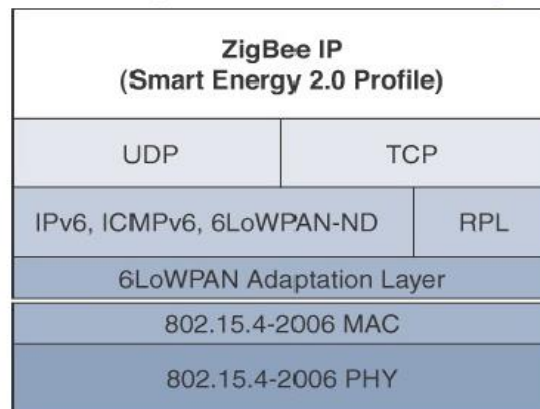 ZigBee IP
(Smart Energy 2.0 Profile)
UDP
TCP
IPv6, ICMPv6, 6LoWPAN-ND
RPL
6LoWPAN Adaptation Layer
802.15.4-2006 MAC
802.15.4-2006 PHY